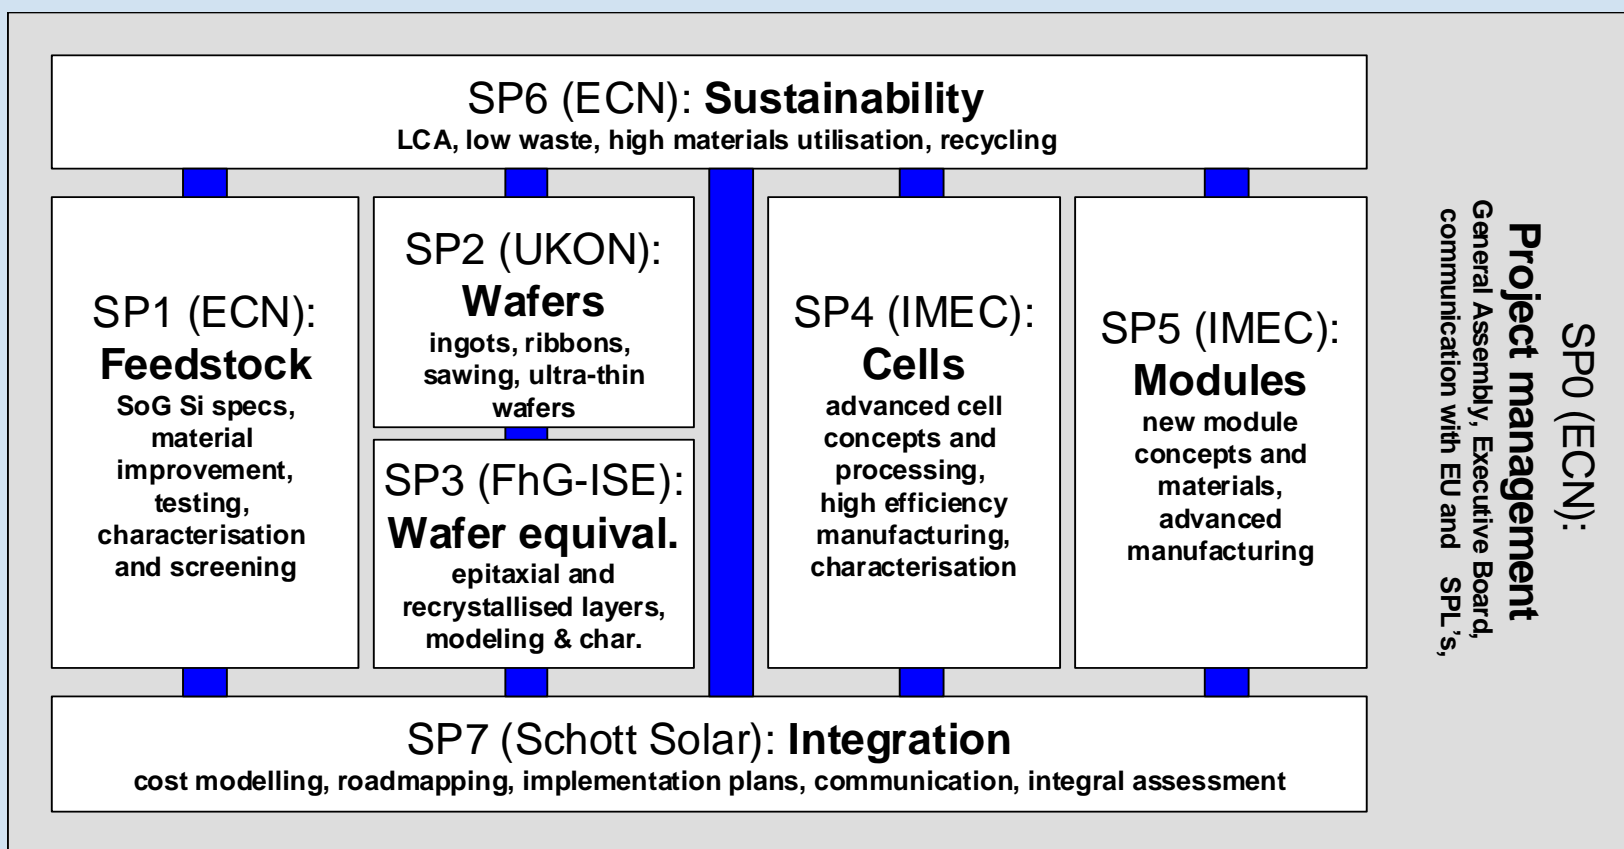 SP6 (ECN): Sustainability
LCA, low waste, high materials utilisation, recycling
SP1 (ECN):
Feedstock
SoG Si specs,
material
improvement,
testing,
characterisation
and screening
SP2 (UKON):
Wafers
ingots, ribbons,
sawing, ultra-thin
wafers
SP3 (FhG-ISE):
Wafer equival.
epitaxial and
recrystallised layers,
modeling & char.
SP4 (IMEC):
Cells
advanced cell
concepts and
processing,
high efficiency
manufacturing,
characterisation
SP5 (IMEC):
Modules
new module
concepts and
materials,
advanced
manufacturing
SP7 (Schott Solar): Integration
cost modelling, roadmapping, implementation plans, communication, integral assessment
SP0 (ECN):
Project management
General Assembly, Executive Board,
communication with EU and SPL's,